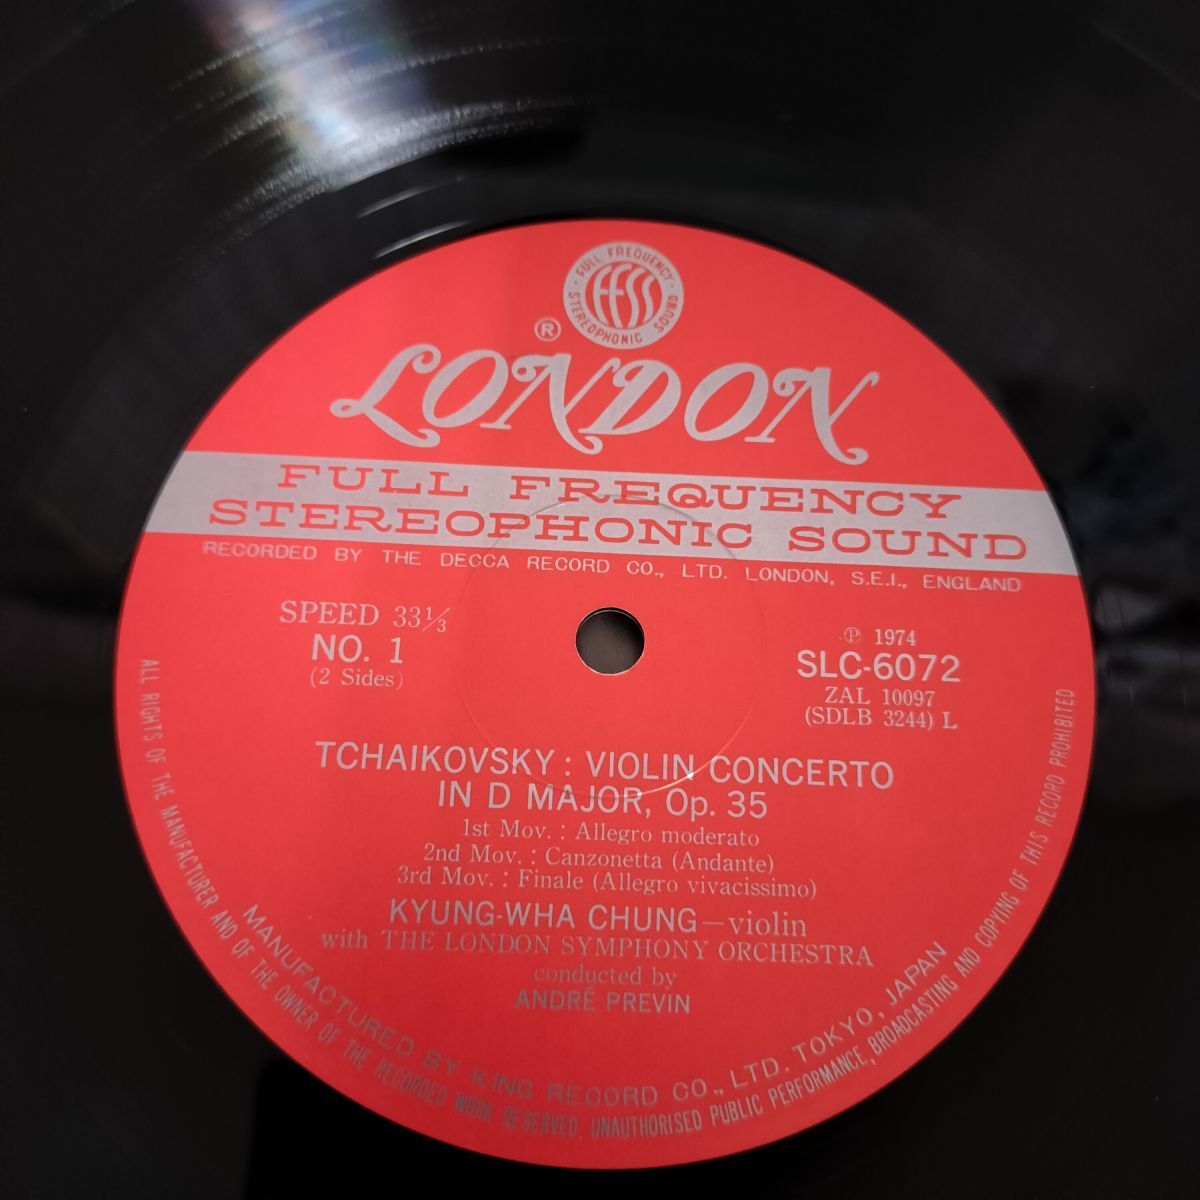 · FULL FREQUENCY · STEREOPHONIC SOUND
FFSS
®
LONDON
FULL FREQUENCY
STEREOPHONIC SOUND
RECORDED BY THE DECCA RECORD CO., LTD. LONDON, S.E.I., ENGLAND
SPEED 33⅓
NO. 1
(2 Sides)
℗ 1974
SLC-6072
ZAL 10097
(SDLB 3244) L
TCHAIKOVSKY : VIOLIN CONCERTO
IN D MAJOR, Op. 35
1st Mov. : Allegro moderato
2nd Mov. : Canzonetta (Andante)
3rd Mov. : Finale (Allegro vivacissimo)
KYUNG-WHA CHUNG—violin
with THE LONDON SYMPHONY ORCHESTRA
conducted by
ANDRÉ PREVIN
MANUFACTURED BY KING RECORD CO., LTD. TOKYO, JAPAN
ALL RIGHTS OF THE MANUFACTURER AND OF THE OWNER OF THE RECORDED WORK RESERVED. UNAUTHORISED PUBLIC PERFORMANCE, BROADCASTING AND COPYING OF THIS RECORD PROHIBITED